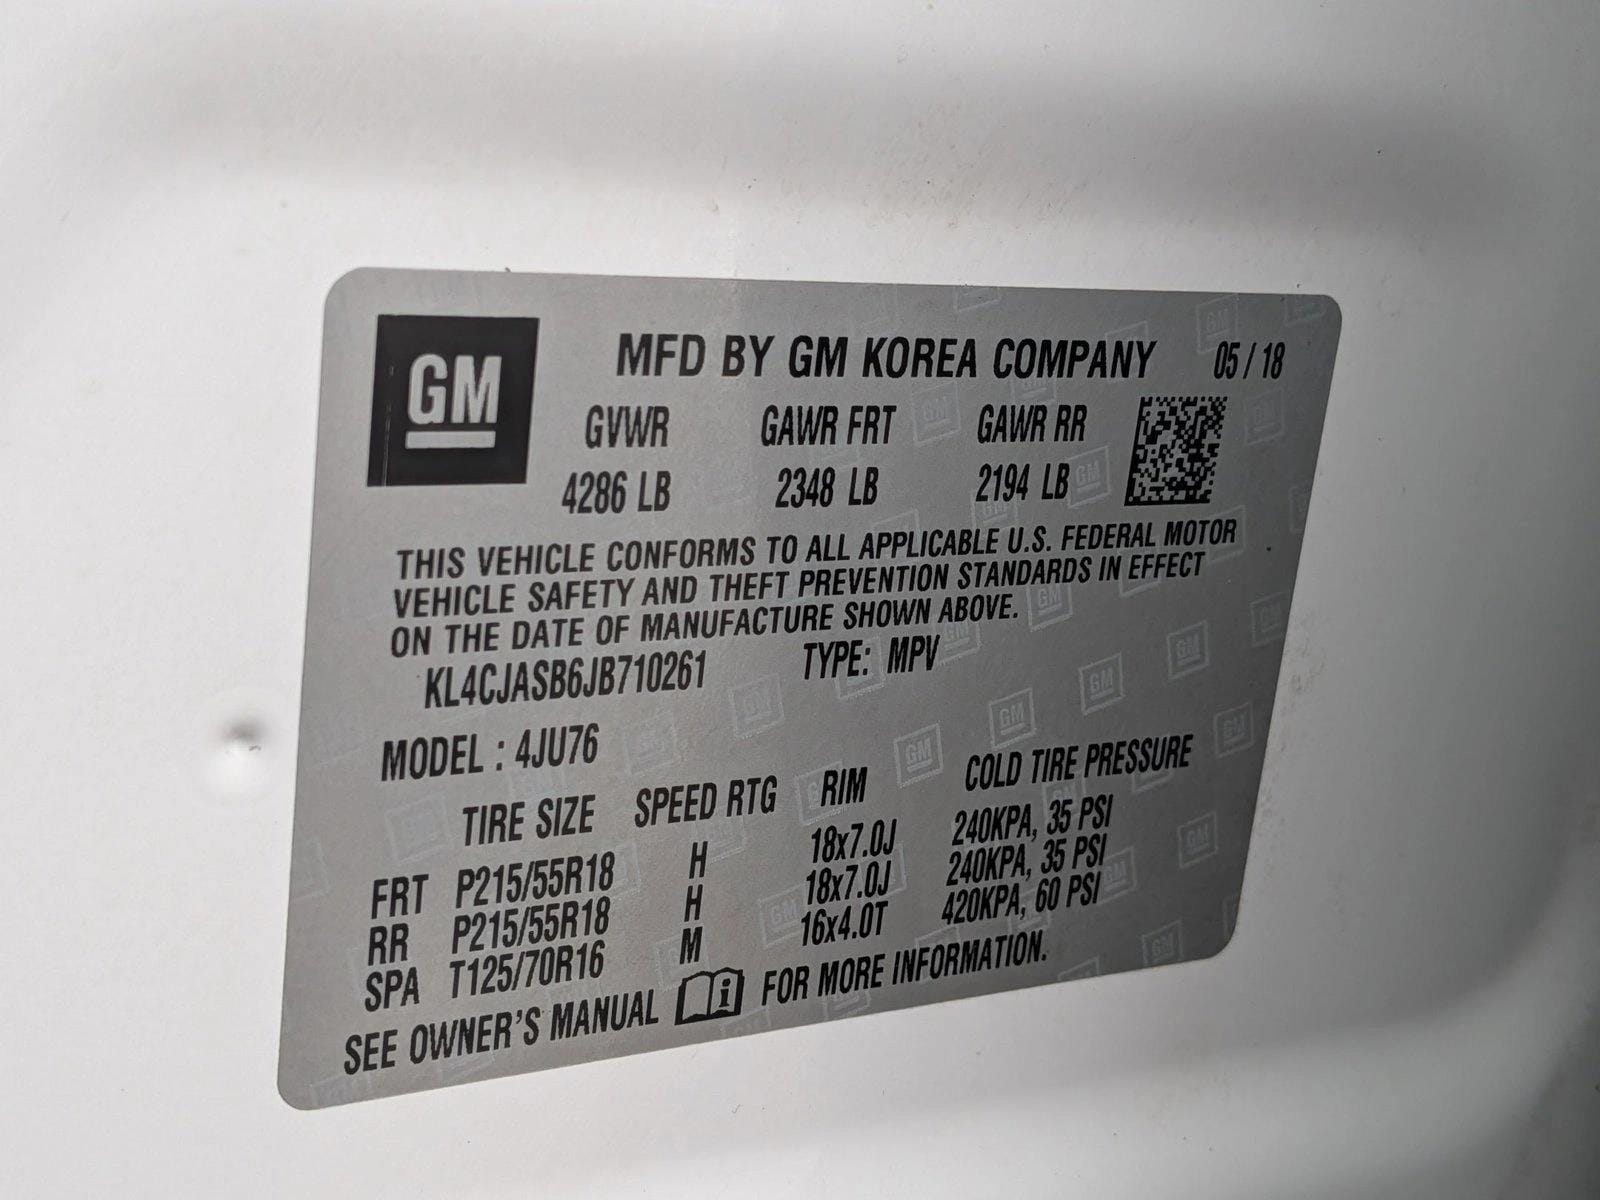 GM
MFD BY GM KOREA COMPANY 05/18
GVWR GAWR FRT GAWR RR
4286 LB 2348 LB 2194 LB
THIS VEHICLE CONFORMS TO ALL APPLICABLE U.S. FEDERAL MOTOR
VEHICLE SAFETY AND THEFT PREVENTION STANDARDS IN EFFECT
ON THE DATE OF MANUFACTURE SHOWN ABOVE.
KL4CJASB6JB710261 TYPE: MPV
MODEL : 4JU76
TIRE SIZE SPEED RTG RIM COLD TIRE PRESSURE
FRT P215/55R18 H 18x7.0J 240KPA, 35 PSI
RR P215/55R18 H 18x7.0J 240KPA, 35 PSI
SPA T125/70R16 M 16x4.0T 420KPA, 60 PSI
SEE OWNER'S MANUAL i FOR MORE INFORMATION.